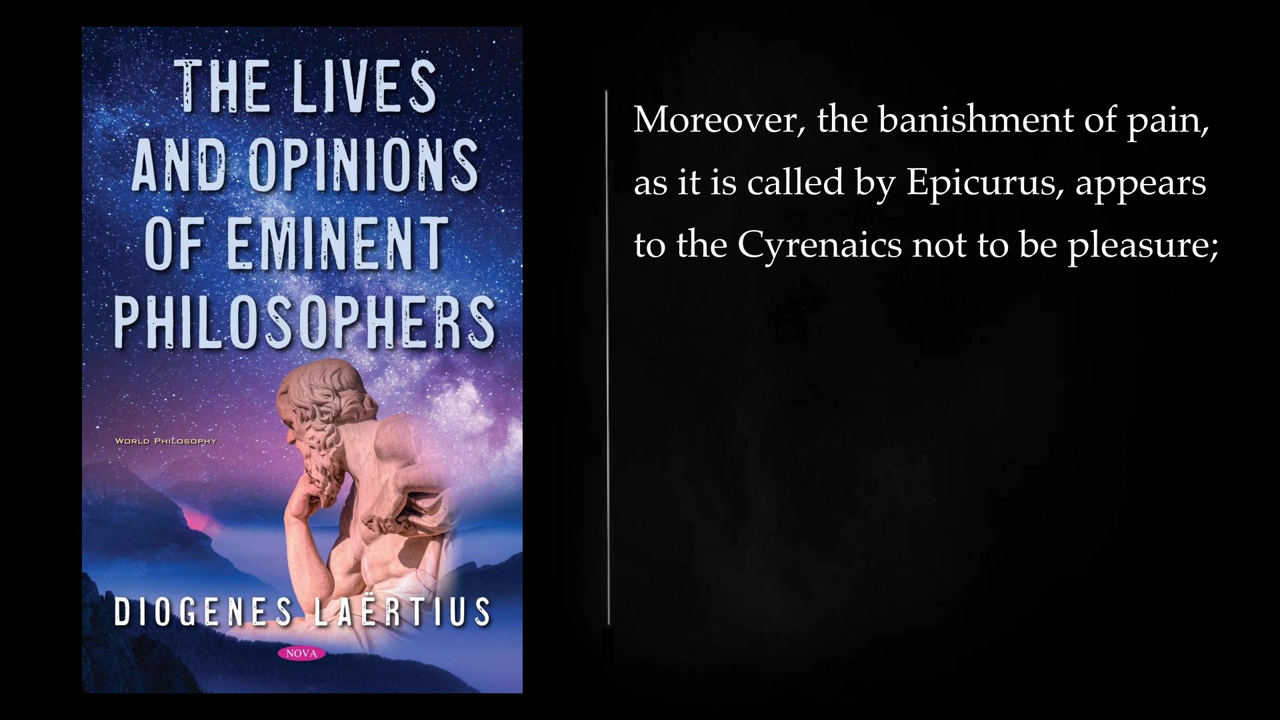 THE LIVES
AND OPINIONS
OF EMINENT
PHILOSOPHERS
WORLD PHILOSOPHY
DIOGENES LAËRTIUS
NOVA
Moreover, the banishment of pain,
as it is called by Epicurus, appears
to the Cyrenaics not to be pleasure;